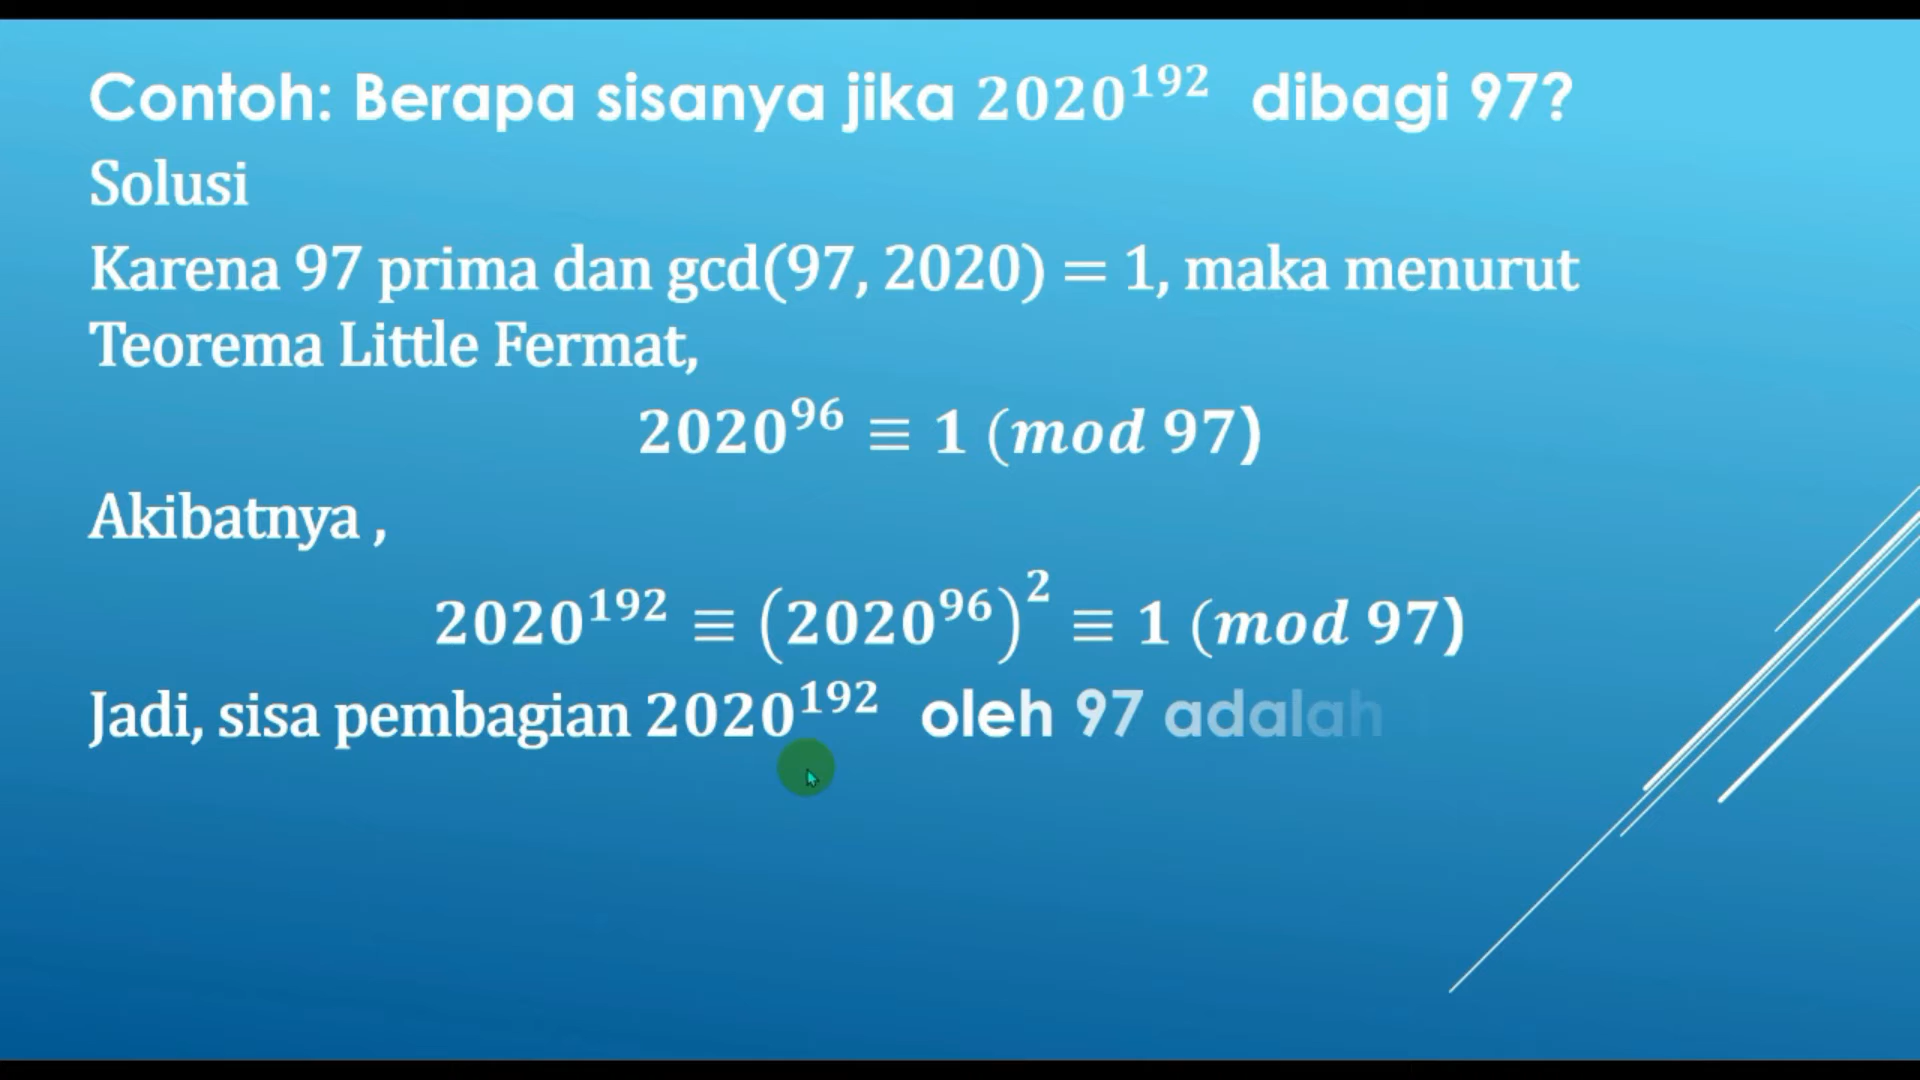 Contoh: Berapa sisanya jika 2020^192 dibagi 97?
Solusi
Karena 97 prima dan gcd(97, 2020) = 1, maka menurut
Teorema Little Fermat,
2020^96 ≡ 1 (mod 97)
Akibatnya ,
2020^192 ≡ (2020^96)^2 ≡ 1 (mod 97)
Jadi, sisa pembagian 2020^192 oleh 97 adalah